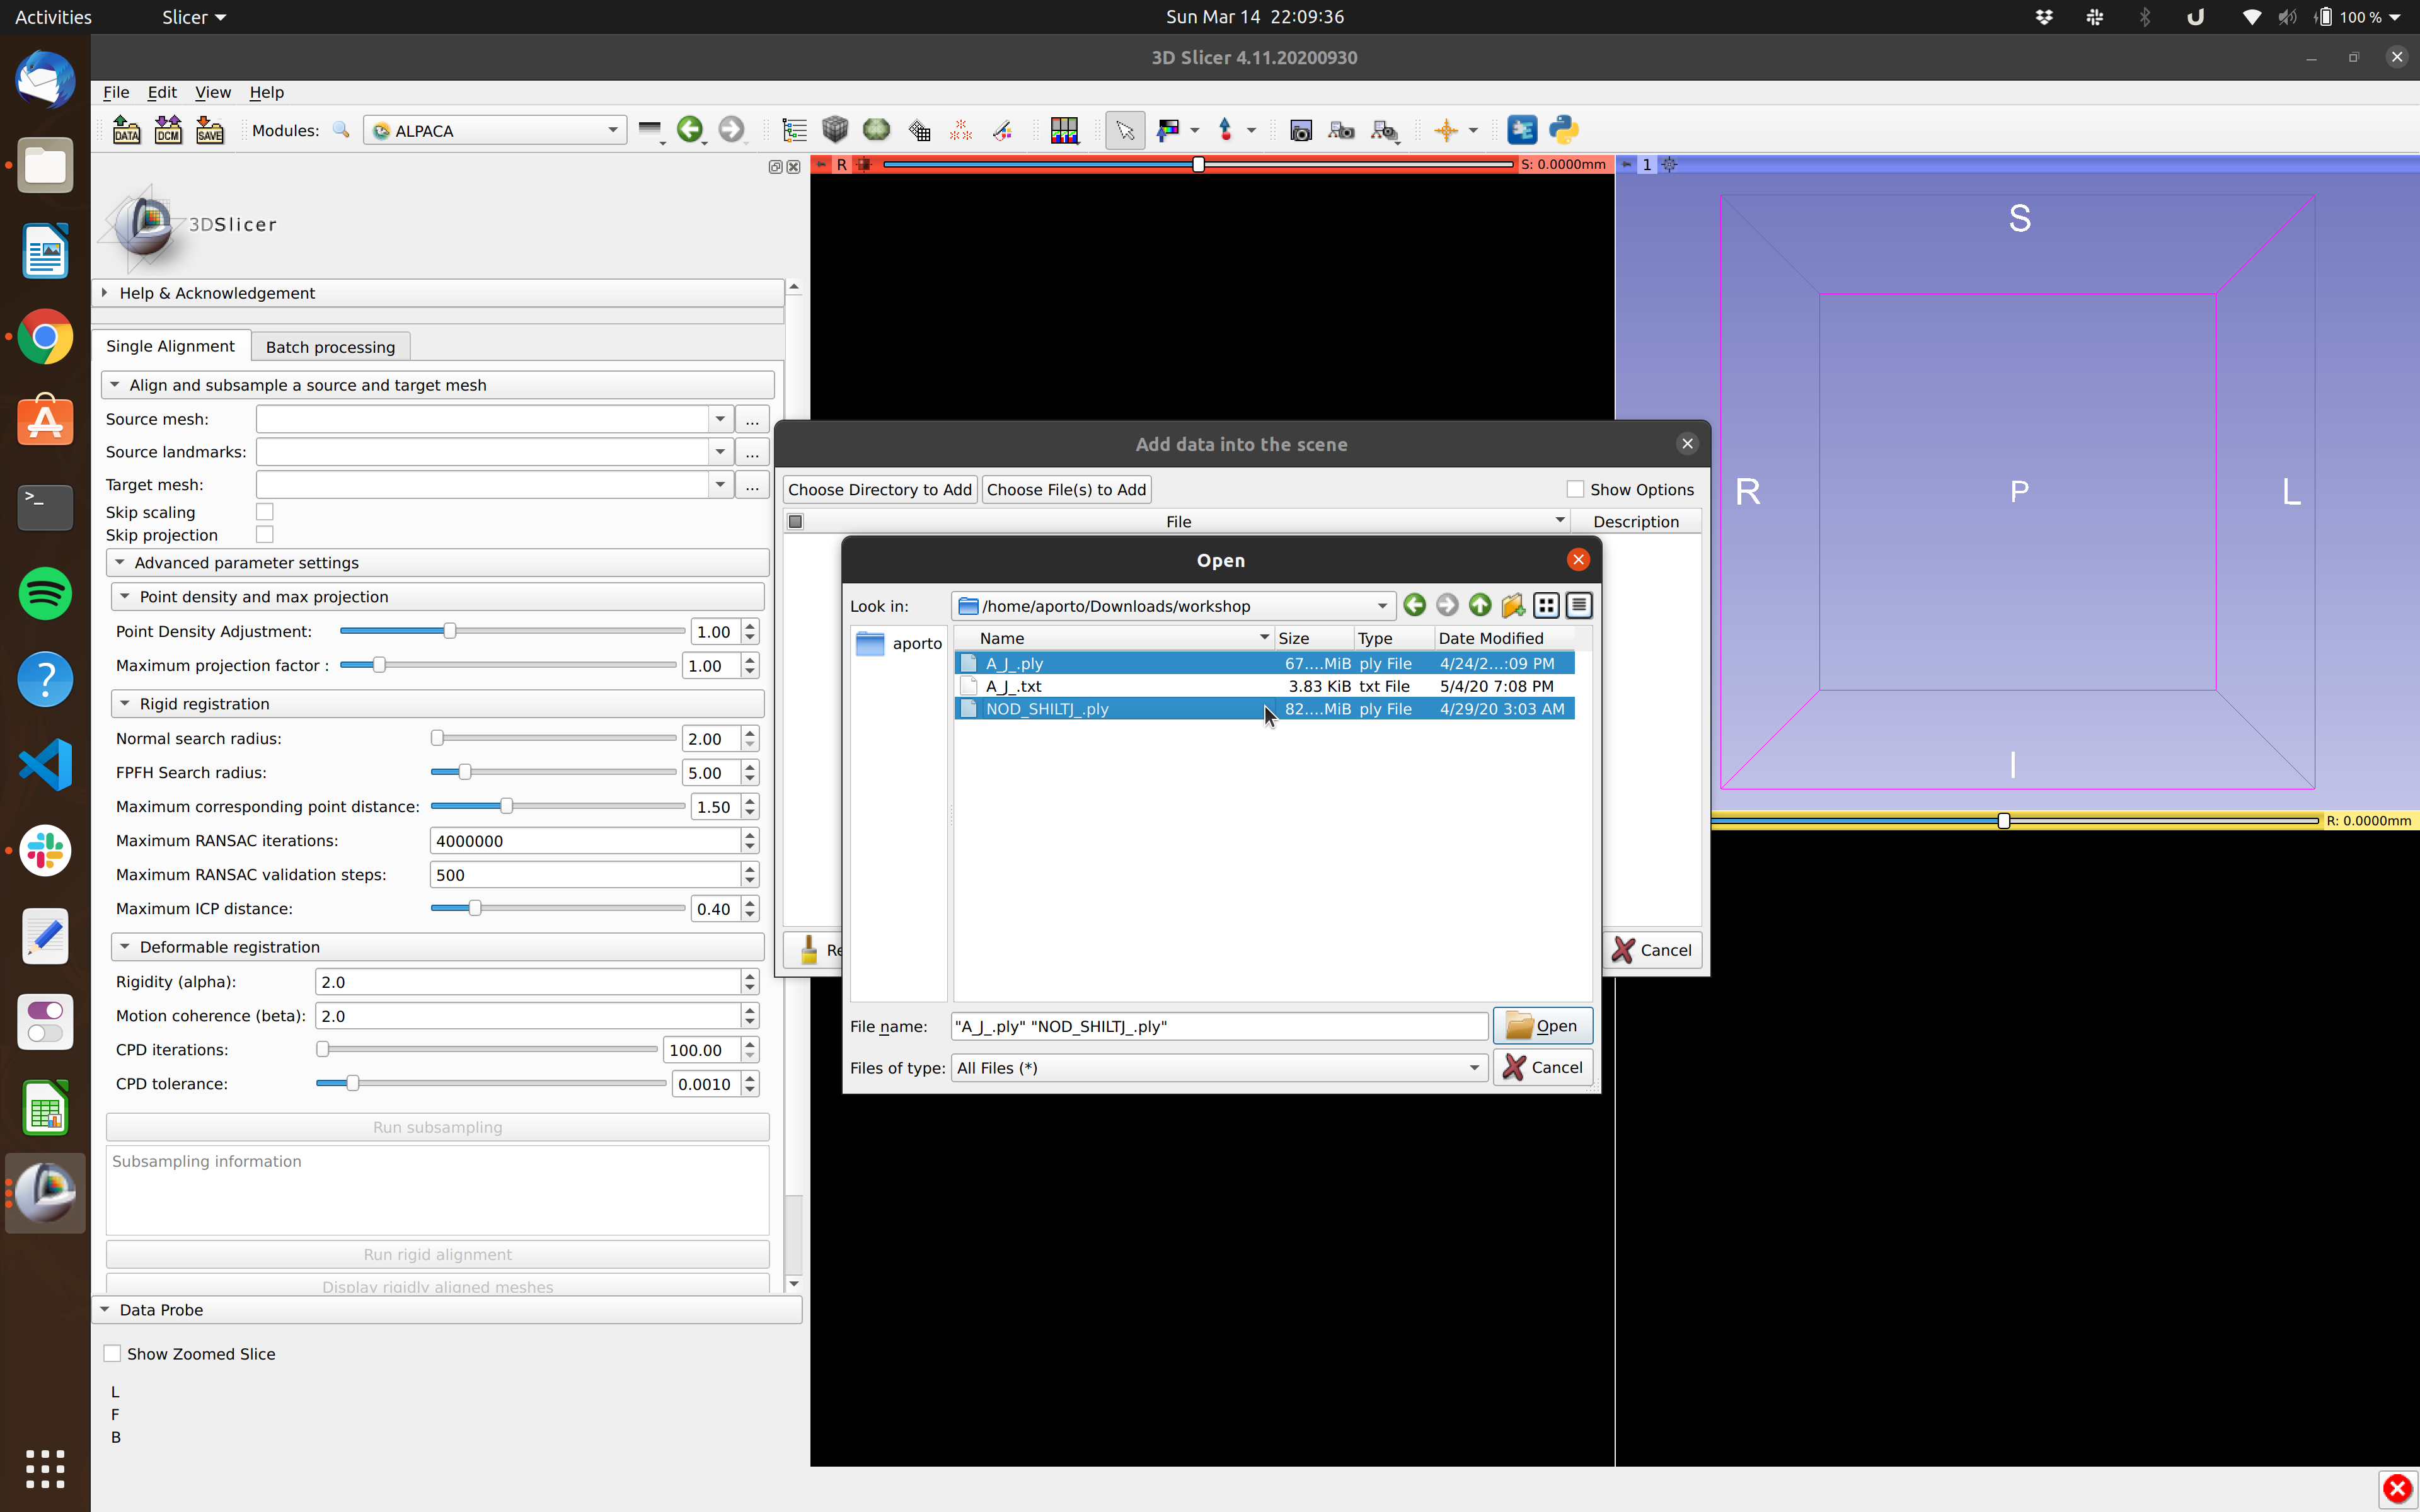 Activities Slicer Sun Mar 14 22:09:36 100 %
3D Slicer 4.11.20200930
File Edit View Help
DATA DCM SAVE Modules: ALPACA
R S: 0.0000mm 1
3DSlicer
Help & Acknowledgement
Single Alignment Batch processing
Align and subsample a source and target mesh
Source mesh: ...
Source landmarks: ...
Target mesh: ...
Skip scaling
Skip projection
Advanced parameter settings
Point density and max projection
Point Density Adjustment: 1.00
Maximum projection factor : 1.00
Rigid registration
Normal search radius: 2.00
FPFH Search radius: 5.00
Maximum corresponding point distance: 1.50
Maximum RANSAC iterations: 4000000
Maximum RANSAC validation steps: 500
Maximum ICP distance: 0.40
Deformable registration
Rigidity (alpha): 2.0
Motion coherence (beta): 2.0
CPD iterations: 100.00
CPD tolerance: 0.0010
Run subsampling
Subsampling information
Run rigid alignment
Display rigidly aligned meshes
Data Probe
Show Zoomed Slice
L
F
B
Add data into the scene
Choose Directory to Add Choose File(s) to Add Show Options
File Description
Re Cancel
Open
Look in: /home/aporto/Downloads/workshop
aporto
Name Size Type Date Modified
A_J_.ply 67....MiB ply File 4/24/2...:09 PM
A_J_.txt 3.83 KiB txt File 5/4/20 7:08 PM
NOD_SHILTJ_.ply 82....MiB ply File 4/29/20 3:03 AM
File name: "A_J_.ply" "NOD_SHILTJ_.ply" Open
Files of type: All Files (*) Cancel
S
R P L
I
R: 0.0000mm